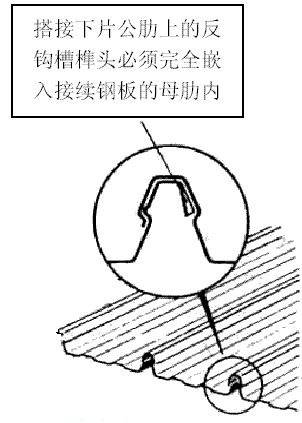 搭接下片公肋上的反
钩槽榫头必须完全嵌
入接续钢板的母肋内